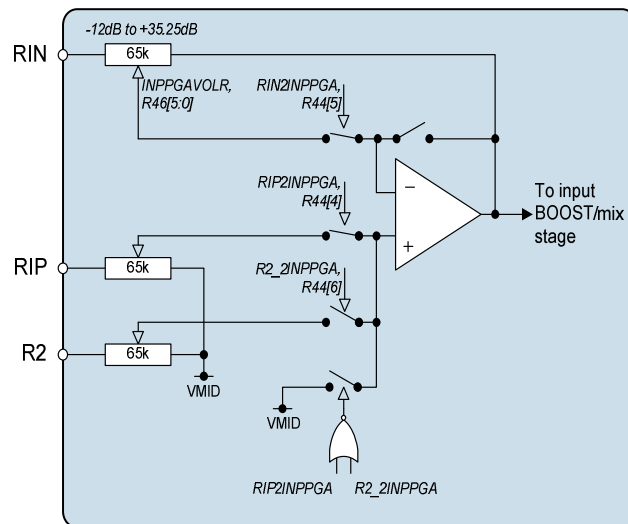 -12dB to +35.25dB
RIN
65k
INPPGAVOLR,
R46[5:0]
RIN2INPPGA,
R44[5]
RIP2INPPGA,
R44[4]
−
+
To input
BOOST/mix
stage
RIP
65k
R2_2INPPGA,
R44[6]
R2
65k
VMID
VMID
RIP2INPPGA
R2_2INPPGA